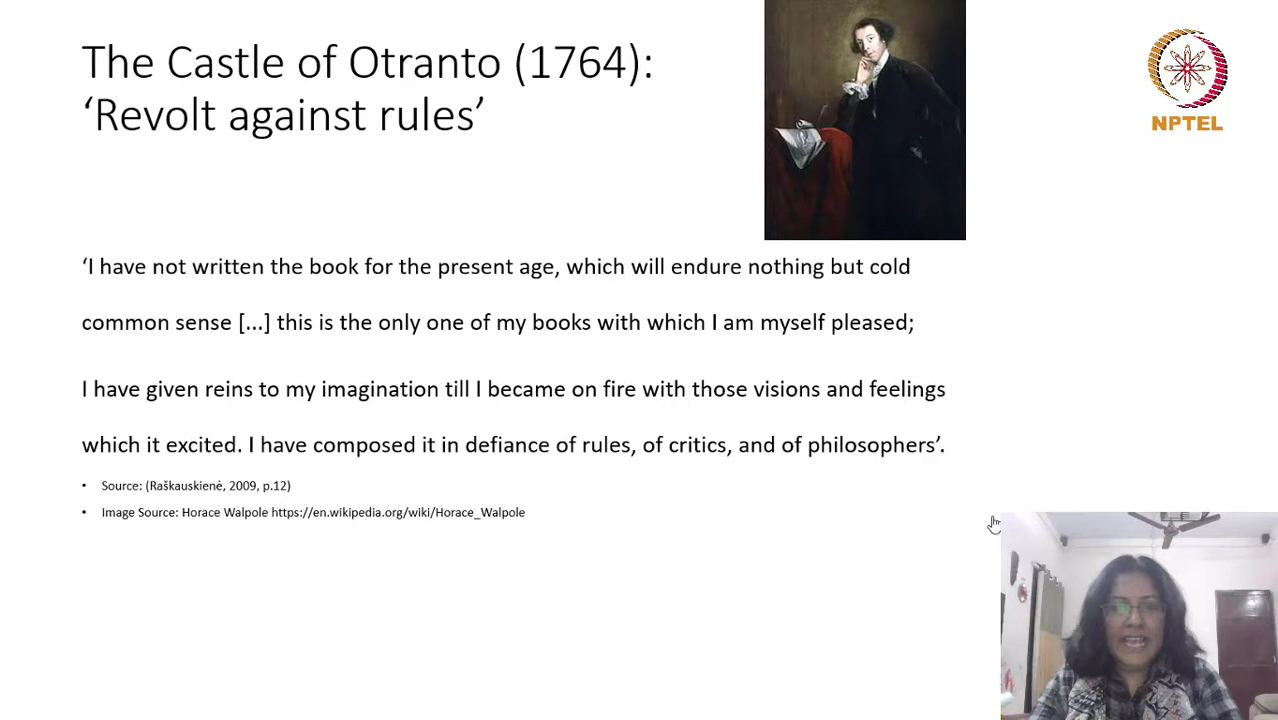 The Castle of Otranto (1764):
‘Revolt against rules’
NPTEL
‘I have not written the book for the present age, which will endure nothing but cold
common sense [...] this is the only one of my books with which I am myself pleased;
I have given reins to my imagination till I became on fire with those visions and feelings
which it excited. I have composed it in defiance of rules, of critics, and of philosophers’.
• Source: (Raškauskienė, 2009, p.12)
• Image Source: Horace Walpole https://en.wikipedia.org/wiki/Horace_Walpole